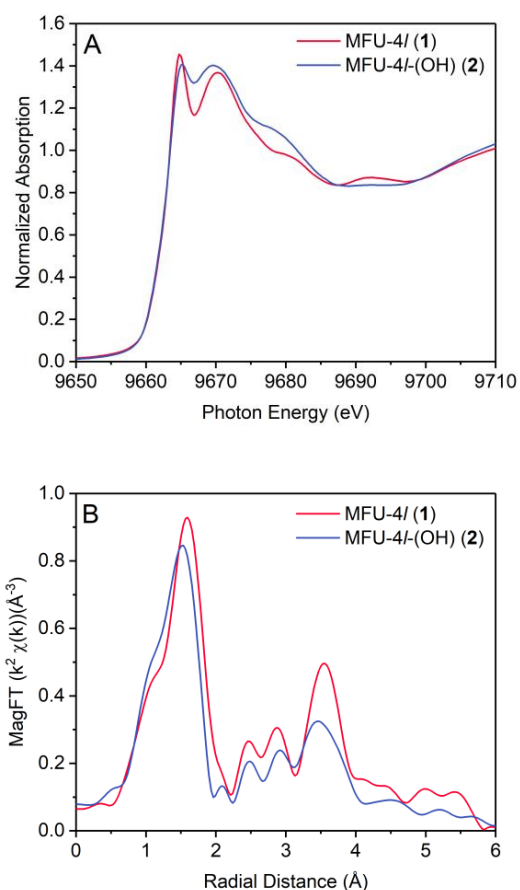 A
MFU-4l (1)
MFU-4l-(OH) (2)
1.6
1.4
1.2
1.0
0.8
0.6
0.4
0.2
0.0
Normalized Absorption
9650 9660 9670 9680 9690 9700 9710
Photon Energy (eV)
B
MFU-4l (1)
MFU-4l-(OH) (2)
1.0
0.8
0.6
0.4
0.2
0.0
MagFT (k² χ(k))(Å⁻³)
0 1 2 3 4 5 6
Radial Distance (Å)